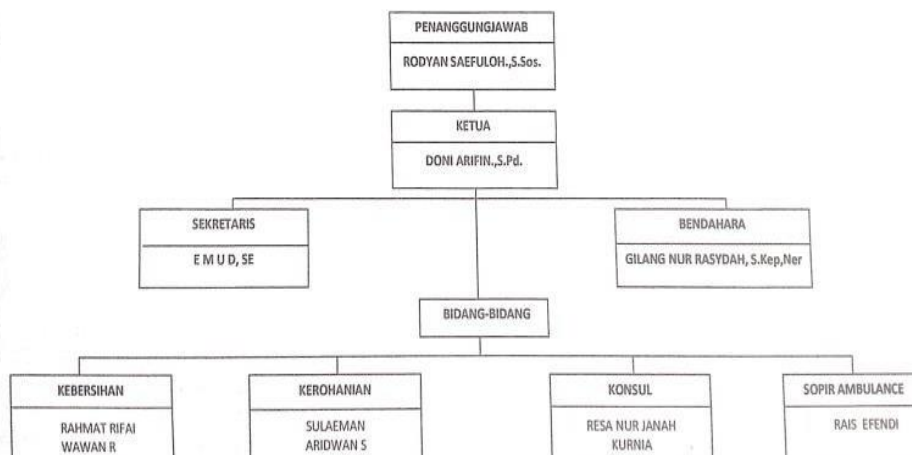 PENANGGUNGJAWAB
RODYAN SAEFULOH.,S.Sos.
KETUA
DONI ARIFIN.,S.Pd.
SEKRETARIS
E M U D, SE
BENDAHARA
GILANG NUR RASYDAH, S.Kep,Ner
BIDANG-BIDANG
KEBERSIHAN
RAHMAT RIFAI
WAWAN R
KEROHANIAN
SULAEMAN
ARIDWAN S
KONSUL
RESA NUR JANAH
KURNIA
SOPIR AMBULANCE
RAIS EFENDI